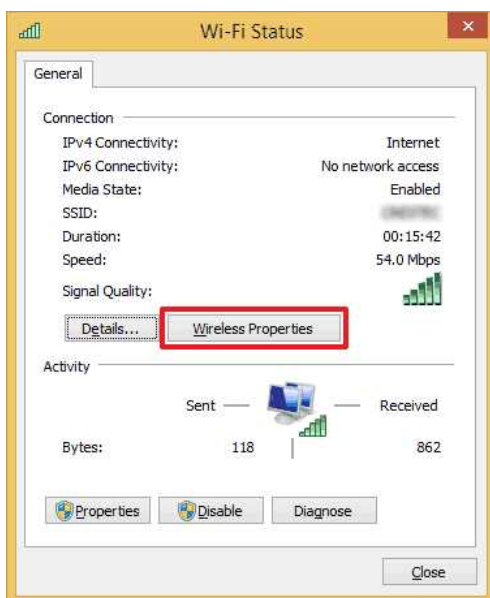 Wi-Fi Status
General
Connection
IPv4 Connectivity: Internet
IPv6 Connectivity: No network access
Media State: Enabled
SSID:
Duration: 00:15:42
Speed: 54.0 Mbps
Signal Quality:
Details... Wireless Properties
Activity
Sent Received
Bytes: 118 862
Properties Disable Diagnose
Close